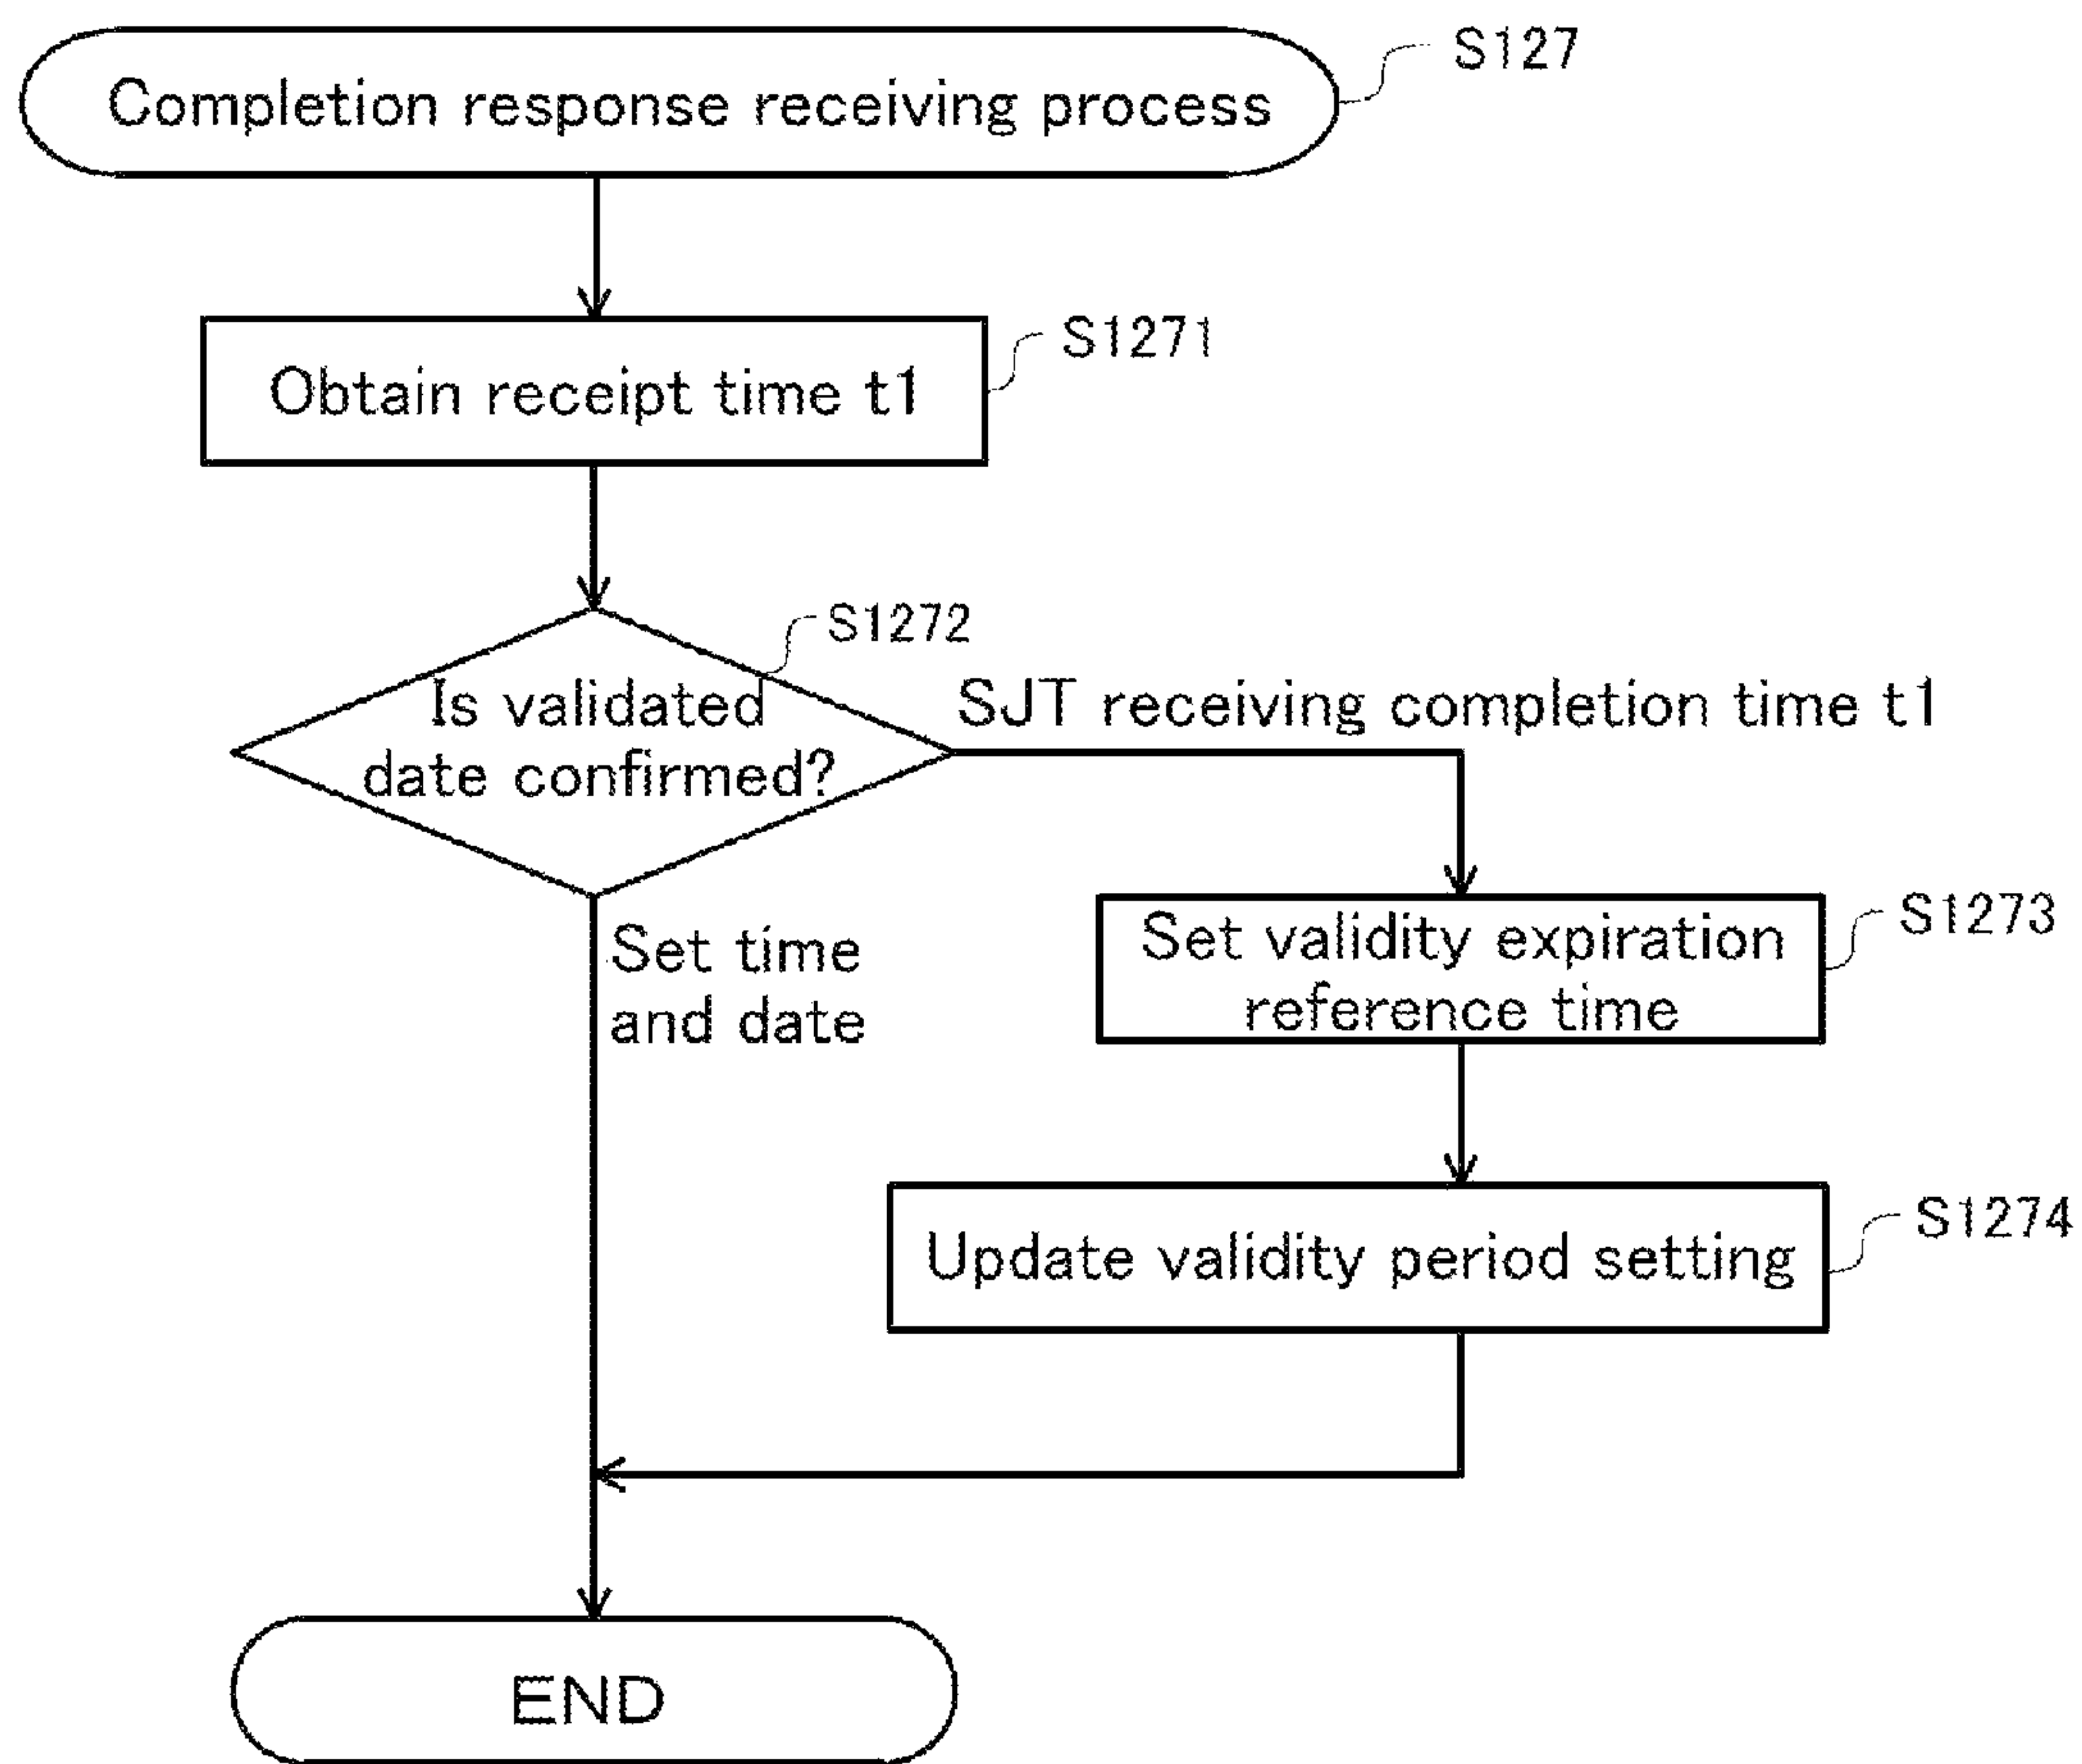 Completion response receiving process
S127
Obtain receipt time t1
S1271
Is validated
date confirmed?
S1272
SJT receiving completion time t1
Set time
and date
Set validity expiration
reference time
S1273
Update validity period setting
S1274
END